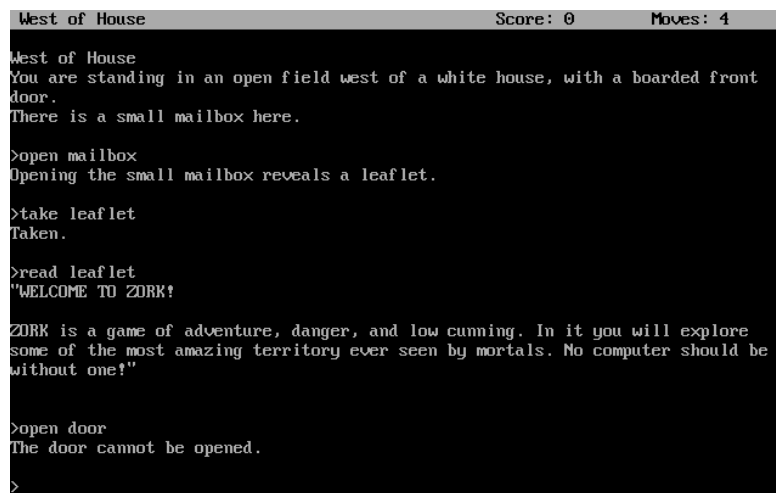 West of House Score: 0 Moves: 4
West of House
You are standing in an open field west of a white house, with a boarded front
door.
There is a small mailbox here.
>open mailbox
Opening the small mailbox reveals a leaflet.
>take leaflet
Taken.
>read leaflet
"WELCOME TO ZORK!
ZORK is a game of adventure, danger, and low cunning. In it you will explore
some of the most amazing territory ever seen by mortals. No computer should be
without one!"
>open door
The door cannot be opened.
>